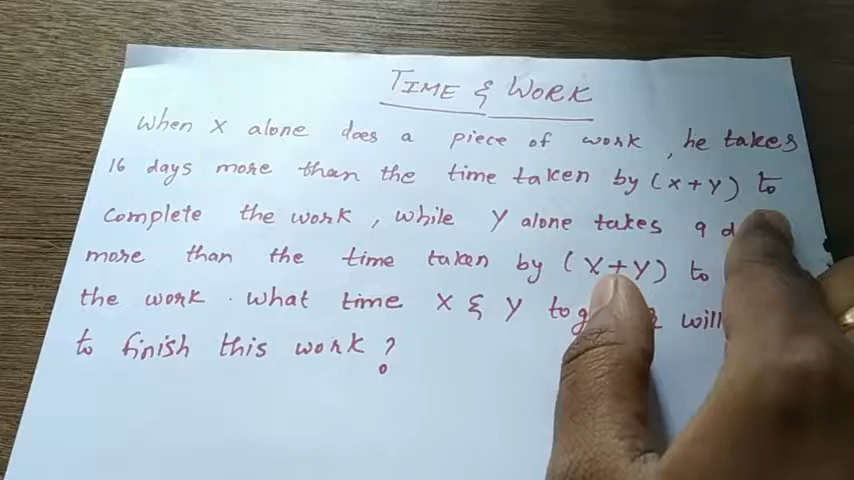 TIME & WORK
When X alone does a piece of work, he takes
16 days more than the time taken by (X+Y) to
complete the work, while Y alone takes 9
more than the time taken by (X+Y) to
the work. What time X & Y will
to finish this work?